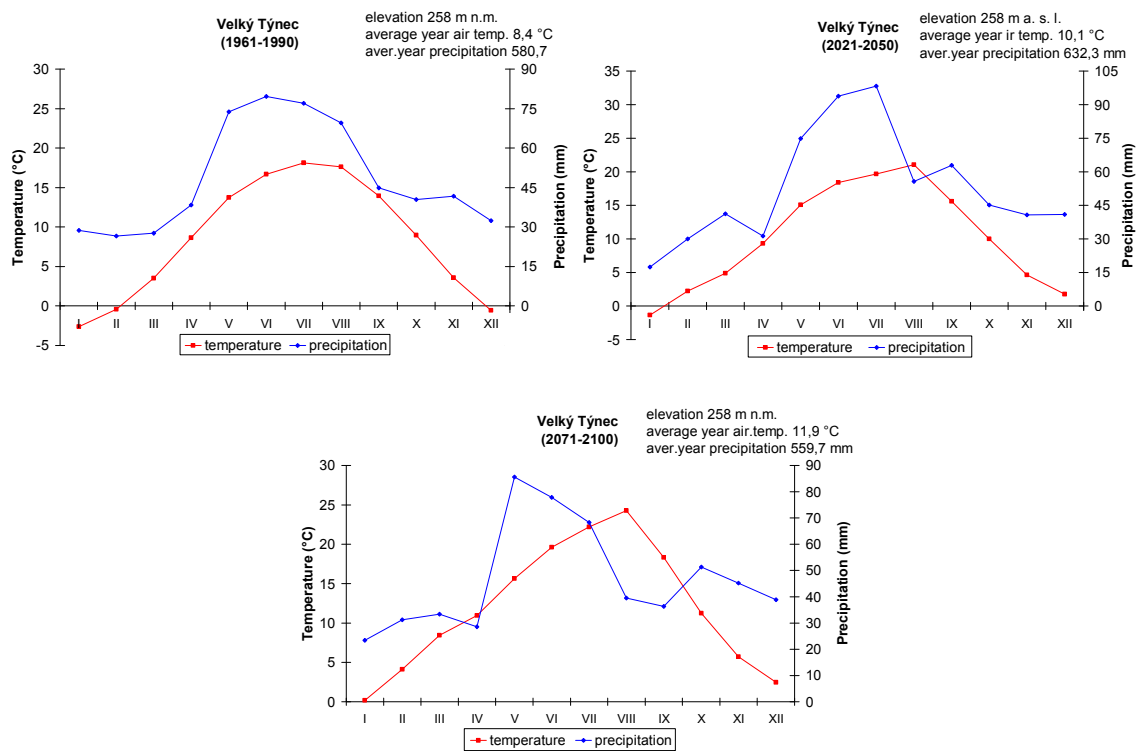 Velký Týnec
(1961-1990)
elevation 258 m n.m.
average year air temp. 8,4 °C
aver.year precipitation 580,7
Temperature (°C)
30
25
20
15
10
5
0
-5
Precipitation (mm)
90
75
60
45
30
15
0
I II III IV V VI VII VIII IX X XI XII
temperature precipitation
Velký Týnec
(2021-2050)
elevation 258 m a. s. l.
average year ir temp. 10,1 °C
aver.year precipitation 632,3 mm
Temperature (°C)
35
30
25
20
15
10
5
0
-5
Precipitation (mm)
105
90
75
60
45
30
15
0
I II III IV V VI VII VIII IX X XI XII
temperature precipitation
Velký Týnec
(2071-2100)
elevation 258 m n.m.
average year air.temp. 11,9 °C
aver.year precipitation 559,7 mm
Temperature (°C)
30
25
20
15
10
5
0
Precipitation (mm)
90
80
70
60
50
40
30
20
10
0
I II III IV V VI VII VIII IX X XI XII
temperature precipitation